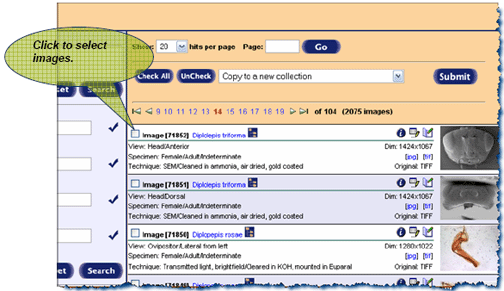 Click to select
images.
Show: 20 hits per page Page: Go
Check All UnCheck Copy to a new collection Submit
9 10 11 12 13 14 15 16 17 18 19 of 104 (2075 images)
Search
Image [71852] Diplolepis triforma
View: Head/Anterior Dim: 1424x1067
Specimen: Female/Adult/Indeterminate [jpg] [tif]
Technique: SEM/Cleaned in ammonia, air dried, gold coated Original: TIFF
Image [71851] Diplolepis triforma
View: Head/Dorsal Dim: 1424x1067
Specimen: Female/Adult/Indeterminate [jpg] [tif]
Technique: SEM/Cleaned in ammonia, air dried, gold coated Original: TIFF
Image [71850] Diplolepis rosae
View: Ovipositor/Lateral from left Dim: 1280x1022
Specimen: Female/Adult/Indeterminate [jpg] [tif]
Technique: Transmitted light, brightfield/Cleared in KOH, mounted in Euparal Original: TIFF
Search